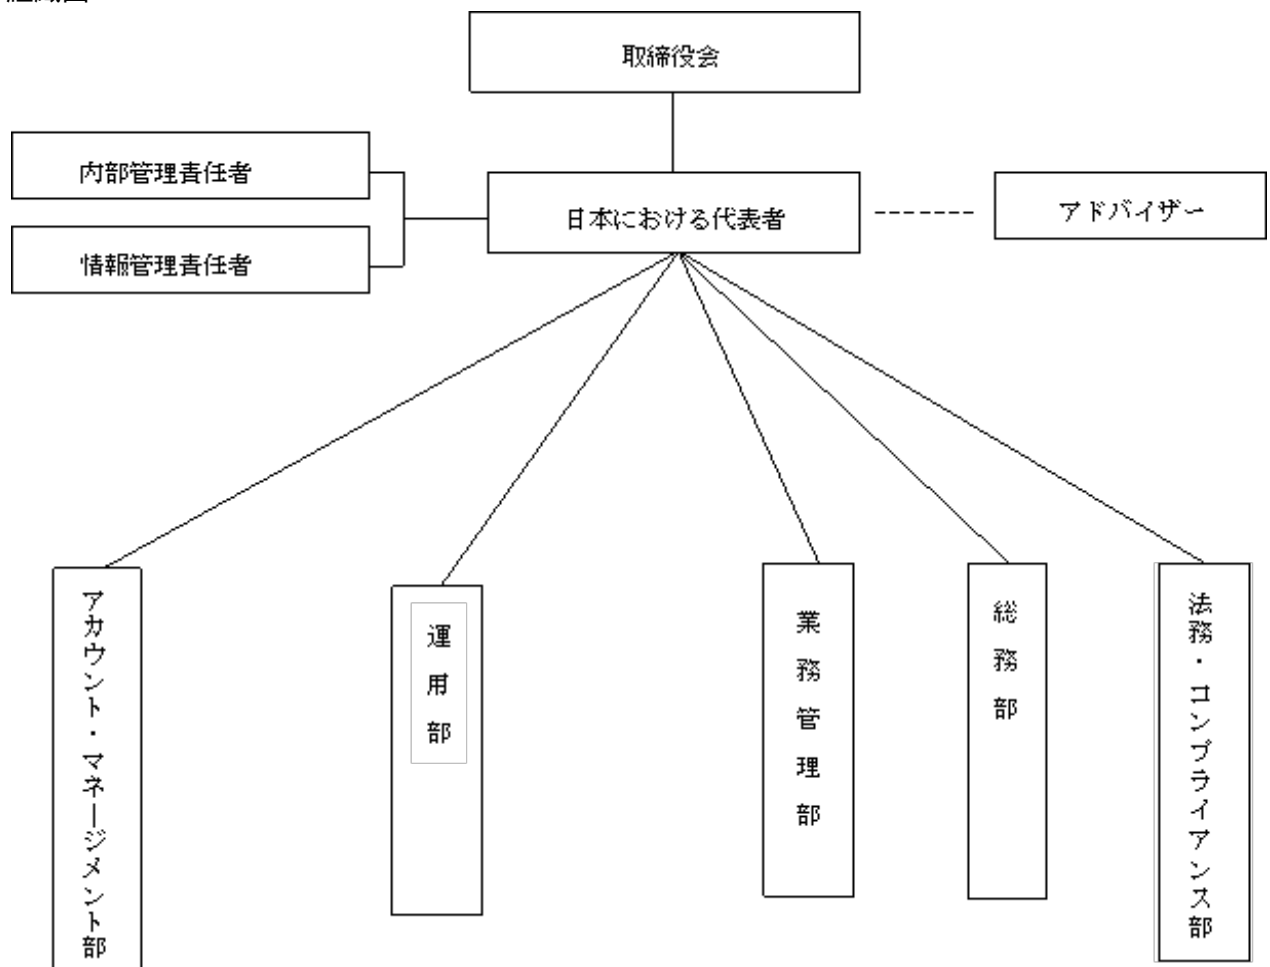 取締役会
内部管理責任者
日本における代表者
アドバイザー
情報管理責任者
アカウント・マネージメント部
運用部
業務管理部
総務部
法務・コンプライアンス部